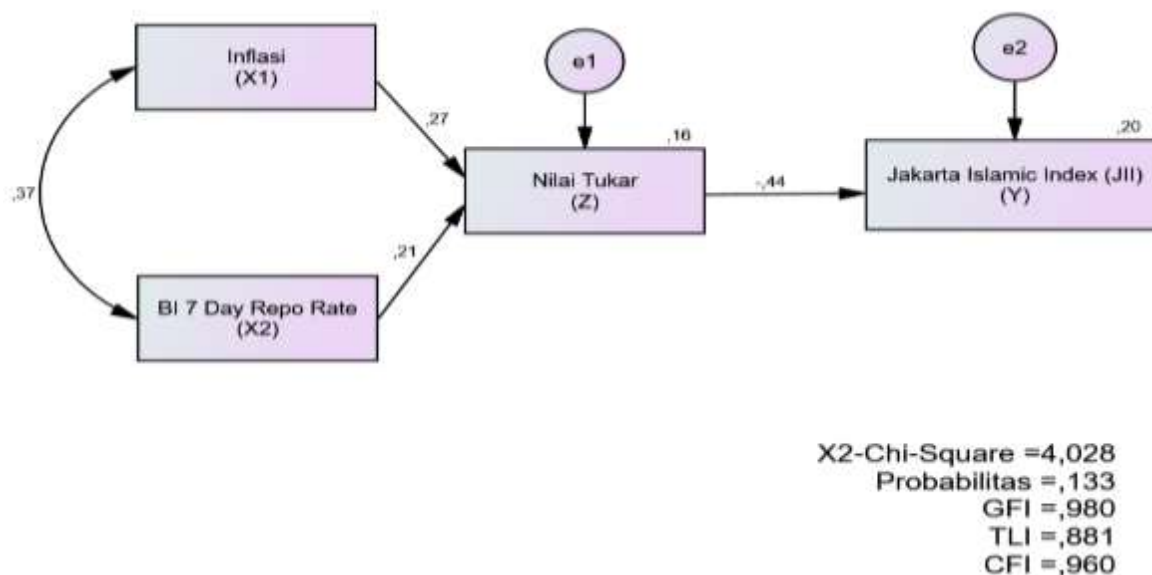 Inflasi
(X1)
e1
e2
,27
,16
,20
Nilai Tukar
(Z)
-,44
Jakarta Islamic Index (JII)
(Y)
,37
,21
BI 7 Day Repo Rate
(X2)
X2-Chi-Square =4,028
Probabilitas =,133
GFI =,980
TLI =,881
CFI =,960